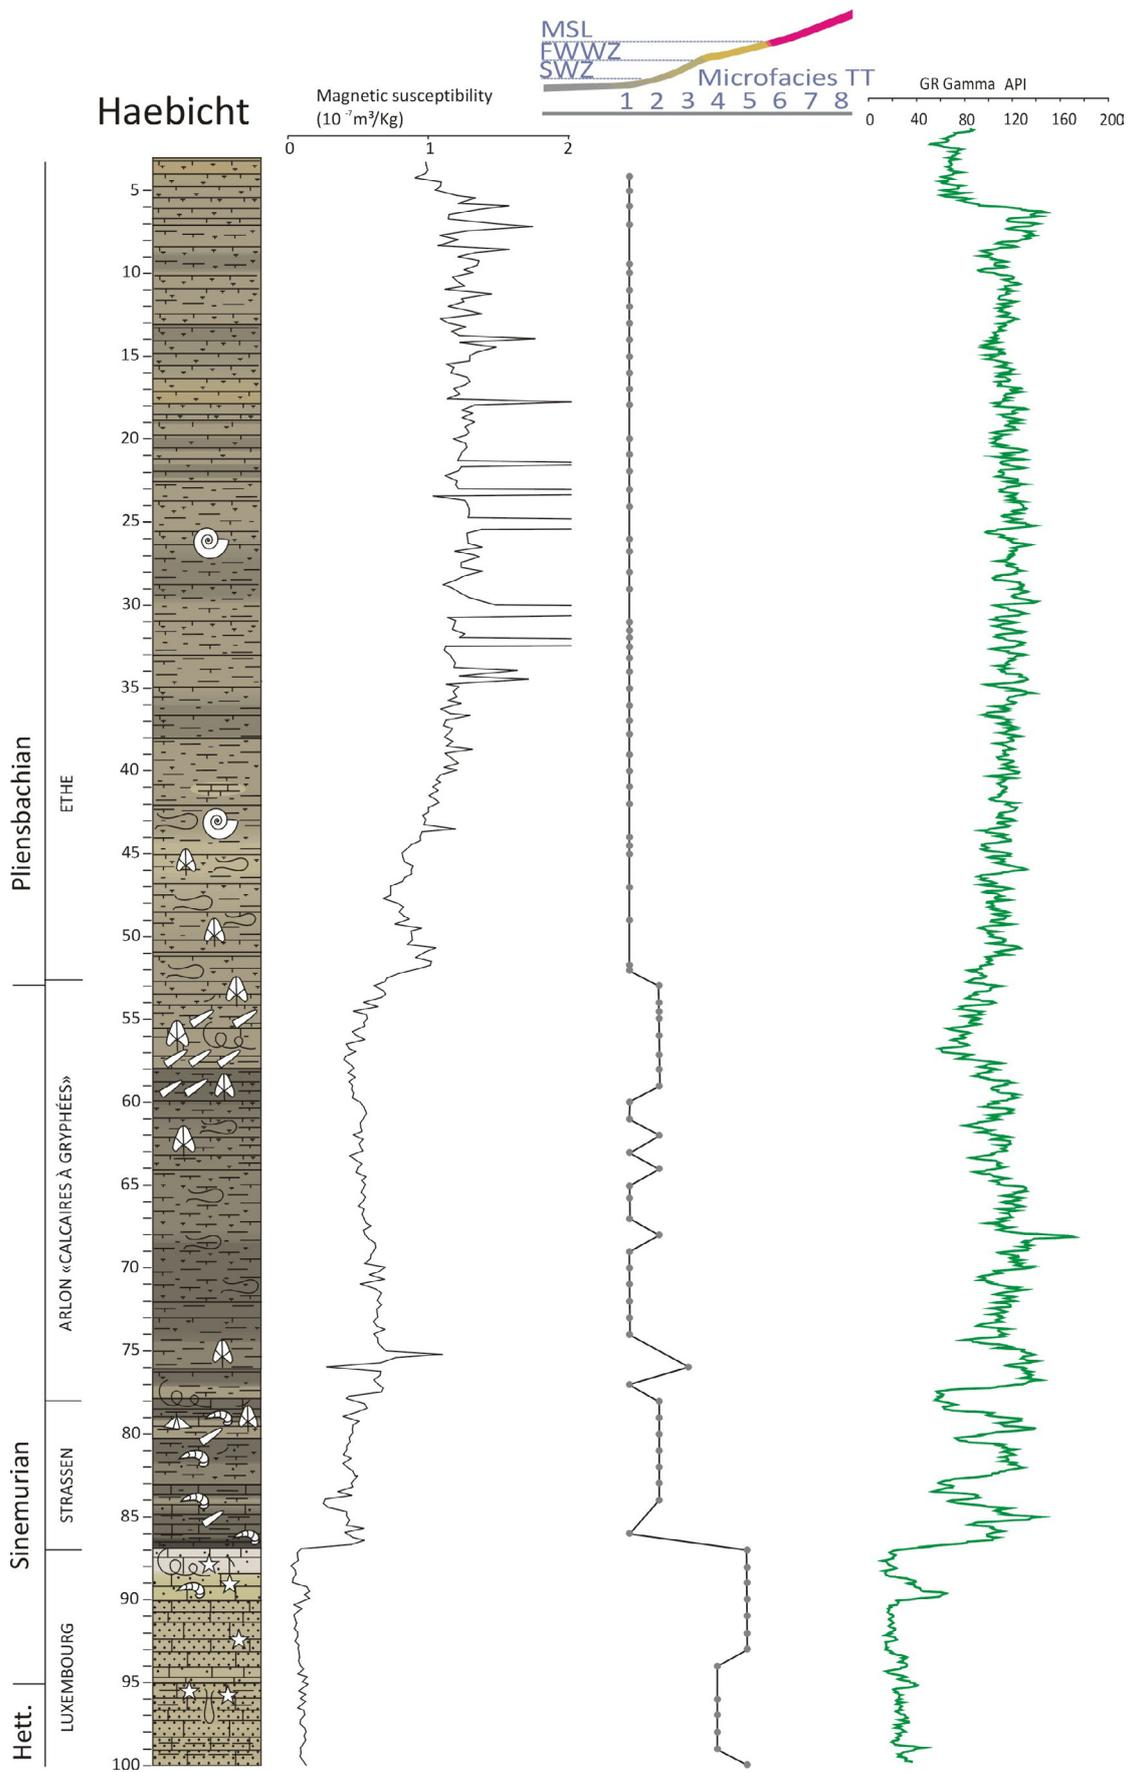 MSL
FWWZ
SWZ
Microfacies TT
1 2 3 4 5 6 7 8
GR Gamma API
0 40 80 120 160 200
Haebicht
Magnetic susceptibility
(10 -7m³/Kg)
0 1 2
5
10
15
20
25
30
35
40
45
50
55
60
65
70
75
80
85
90
95
100
Pliensbachian
Sinemurian
Hett.
ETHE
ARLON «CALCAIRES À GRYPHÉES»
STRASSEN
LUXEMBOURG